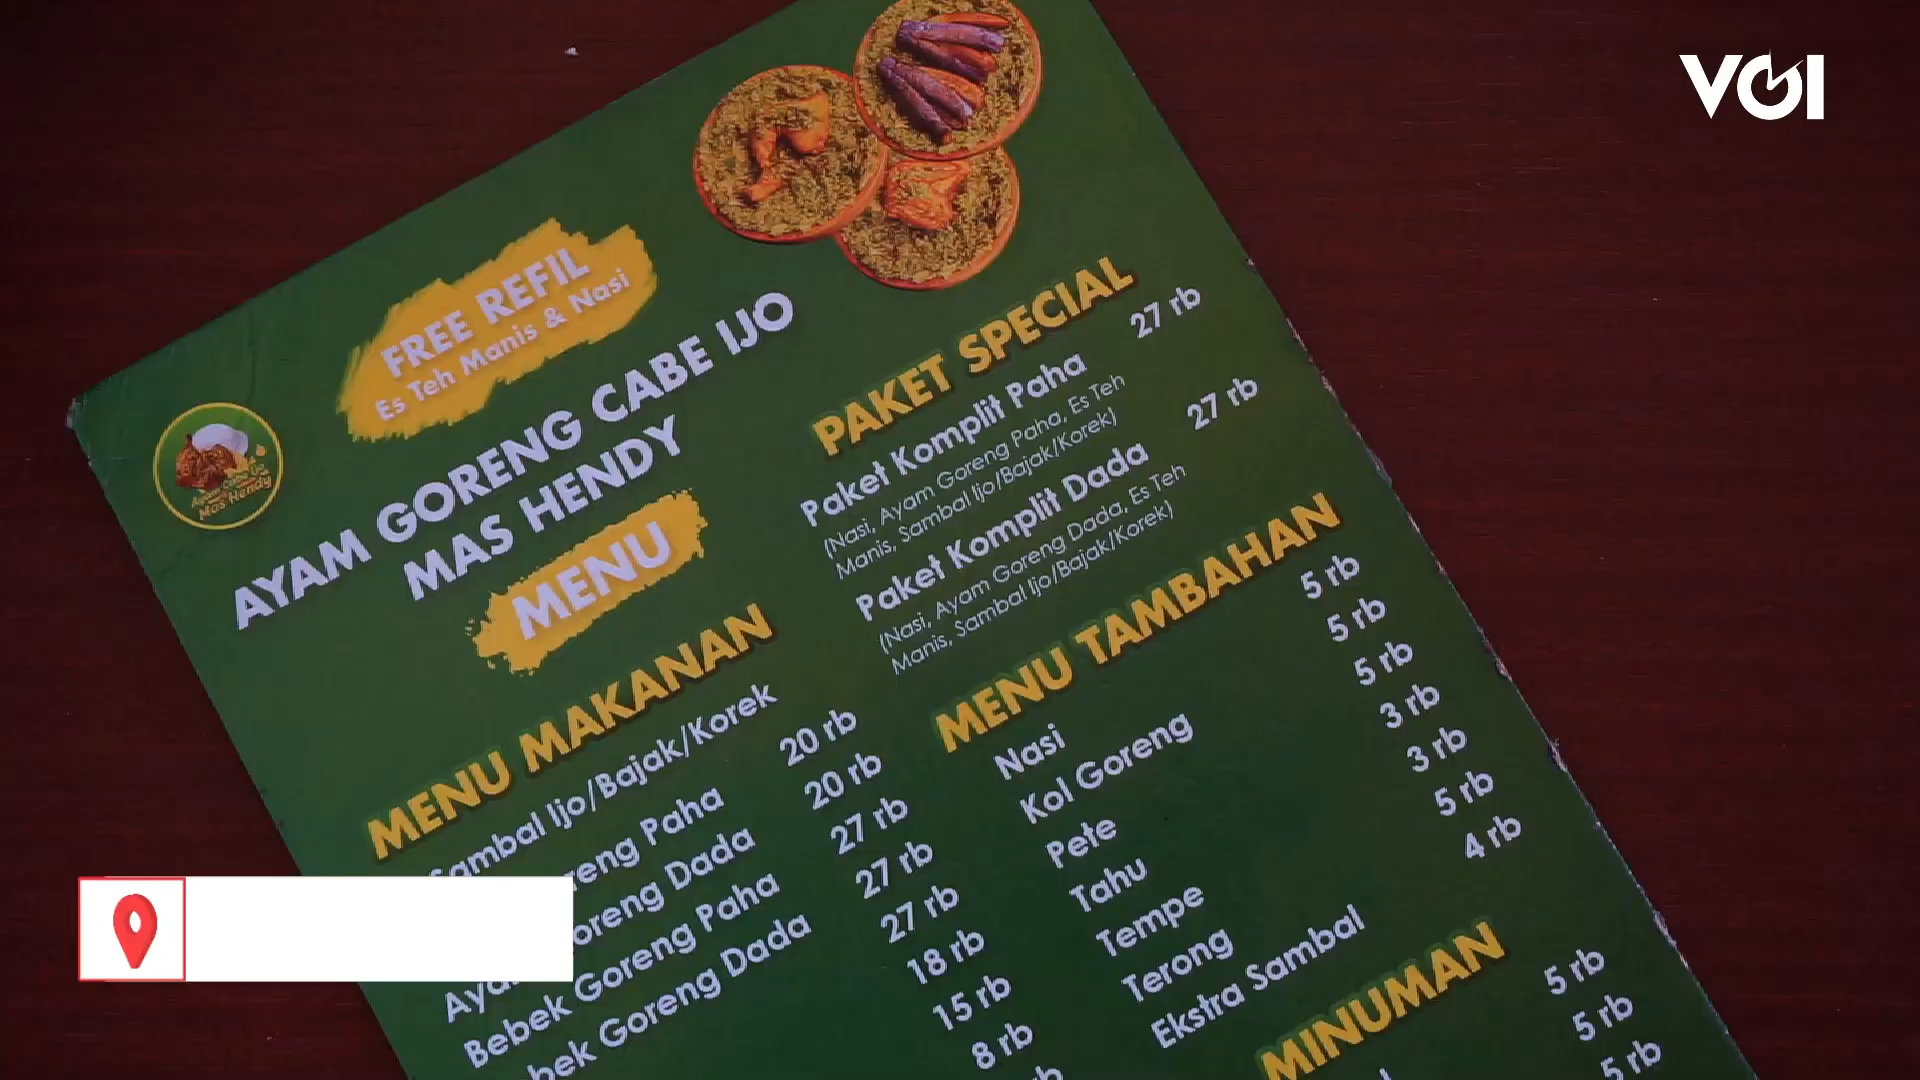 VOI
FREE REFIL
Es Teh Manis & Nasi
Mas Hendy
AYAM GORENG CABE IJO
MAS HENDY
MENU
MENU MAKANAN
Sambal Ijo/Bajak/Korek
Goreng Paha 20 rb
Goreng Dada 20 rb
Bebek Goreng Paha 27 rb
Goreng Dada 27 rb
27 rb
18 rb
15 rb
8 rb
PAKET SPECIAL
Paket Komplit Paha 27 rb
(Nasi, Ayam Goreng Paha, Es Teh
Manis, Sambal Ijo/Bajak/Korek)
Paket Komplit Dada 27 rb
(Nasi, Ayam Goreng Dada, Es Teh
Manis, Sambal Ijo/Bajak/Korek)
MENU TAMBAHAN
Nasi 5 rb
Kol Goreng 5 rb
Pete 5 rb
Tahu 3 rb
Tempe 3 rb
Terong 5 rb
Ekstra Sambal 4 rb
MINUMAN
5 rb
5 rb
5 rb